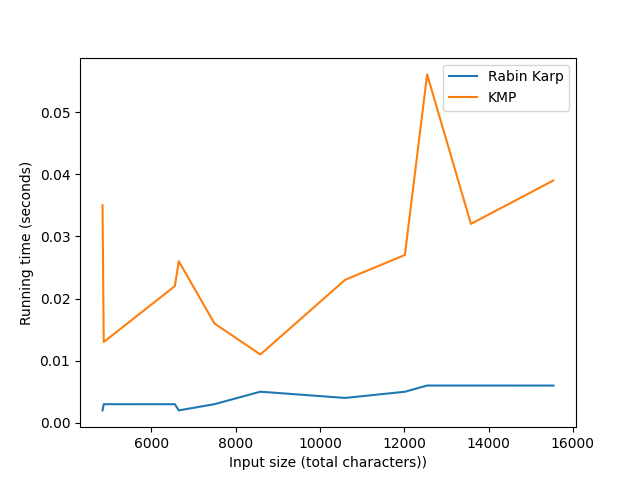 Rabin Karp
KMP
0.05
0.04
0.03
0.02
0.01
0.00
Running time (seconds)
6000 8000 10000 12000 14000 16000
Input size (total characters))